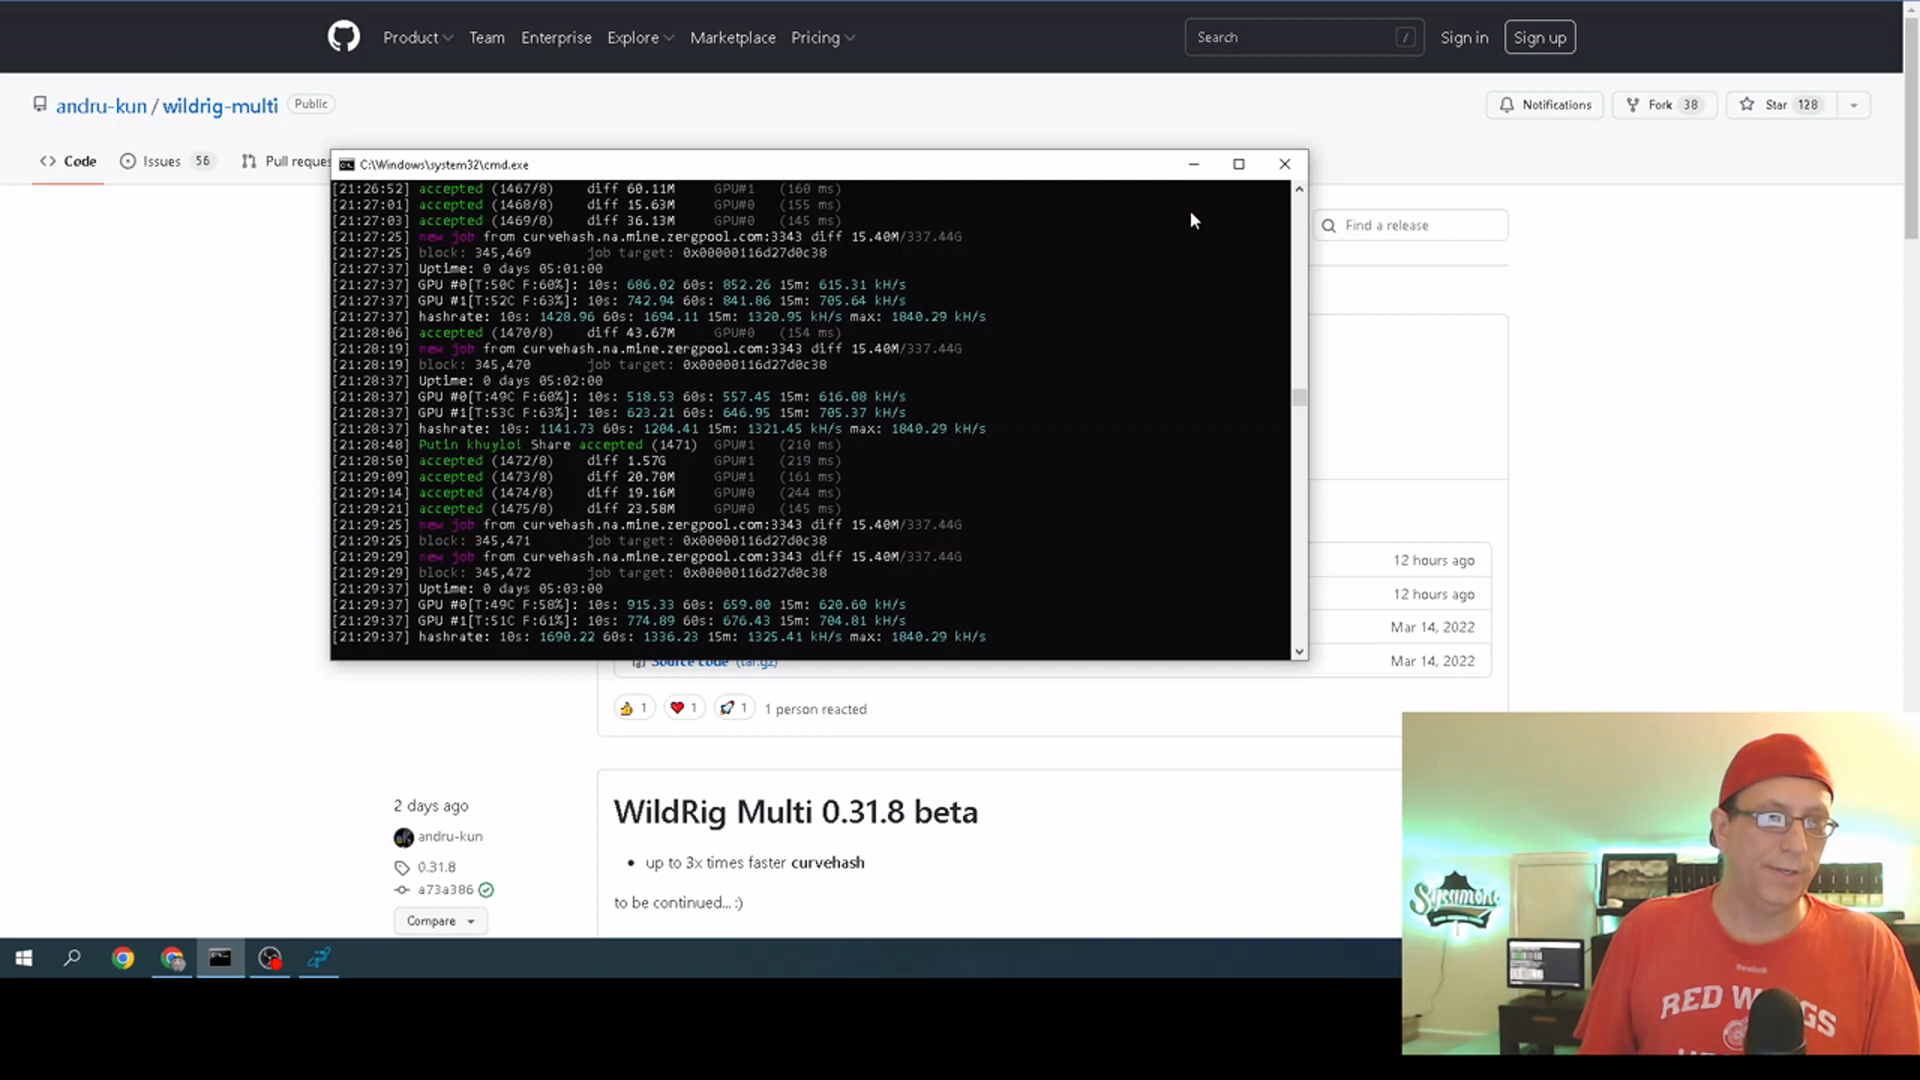 Product Team Enterprise Explore Marketplace Pricing Search / Sign in Sign up
andru-kun / wildrig-multi Public Notifications Fork 38 Star 128
Code Issues 56 Pull reques
C:\Windows\system32\cmd.exe
[21:26:52] accepted (1467/8) diff 60.11M GPU#1 (160 ms)
[21:27:01] accepted (1468/8) diff 15.63M GPU#0 (155 ms)
[21:27:03] accepted (1469/8) diff 36.13M GPU#0 (145 ms)
[21:27:25] new job from curvehash.na.mine.zergpool.com:3343 diff 15.40M/337.44G
[21:27:25] block: 345,469 job target: 0x00000116d27d0c38
[21:27:37] Uptime: 0 days 05:01:00
[21:27:37] GPU #0[T:50C F:60%]: 10s: 686.02 60s: 852.26 15m: 615.31 kH/s
[21:27:37] GPU #1[T:52C F:63%]: 10s: 742.94 60s: 841.86 15m: 705.64 kH/s
[21:27:37] hashrate: 10s: 1428.96 60s: 1694.11 15m: 1320.95 kH/s max: 1840.29 kH/s
[21:28:06] accepted (1470/8) diff 43.67M GPU#0 (154 ms)
[21:28:19] new job from curvehash.na.mine.zergpool.com:3343 diff 15.40M/337.44G
[21:28:19] block: 345,470 job target: 0x00000116d27d0c38
[21:28:37] Uptime: 0 days 05:02:00
[21:28:37] GPU #0[T:49C F:60%]: 10s: 518.53 60s: 557.45 15m: 616.08 kH/s
[21:28:37] GPU #1[T:53C F:63%]: 10s: 623.21 60s: 646.95 15m: 705.37 kH/s
[21:28:37] hashrate: 10s: 1141.73 60s: 1204.41 15m: 1321.45 kH/s max: 1840.29 kH/s
[21:28:48] Putin khuylo! Share accepted (1471) GPU#1 (210 ms)
[21:28:50] accepted (1472/8) diff 1.57G GPU#1 (219 ms)
[21:29:09] accepted (1473/8) diff 20.70M GPU#1 (161 ms)
[21:29:14] accepted (1474/8) diff 19.16M GPU#0 (244 ms)
[21:29:21] accepted (1475/8) diff 23.58M GPU#0 (145 ms)
[21:29:25] new job from curvehash.na.mine.zergpool.com:3343 diff 15.40M/337.44G
[21:29:25] block: 345,471 job target: 0x00000116d27d0c38
[21:29:29] new job from curvehash.na.mine.zergpool.com:3343 diff 15.40M/337.44G
[21:29:29] block: 345,472 job target: 0x00000116d27d0c38
[21:29:37] Uptime: 0 days 05:03:00
[21:29:37] GPU #0[T:49C F:58%]: 10s: 915.33 60s: 659.80 15m: 620.60 kH/s
[21:29:37] GPU #1[T:51C F:61%]: 10s: 774.89 60s: 676.43 15m: 704.81 kH/s
[21:29:37] hashrate: 10s: 1690.22 60s: 1336.23 15m: 1325.41 kH/s max: 1840.29 kH/s
Find a release
12 hours ago
12 hours ago
Mar 14, 2022
Mar 14, 2022
Source code (tar.gz)
1 1 1 1 person reacted
2 days ago
andru-kun
0.31.8
a73a386
Compare
WildRig Multi 0.31.8 beta
• up to 3x times faster curvehash
to be continued... :)
Reebok
RED